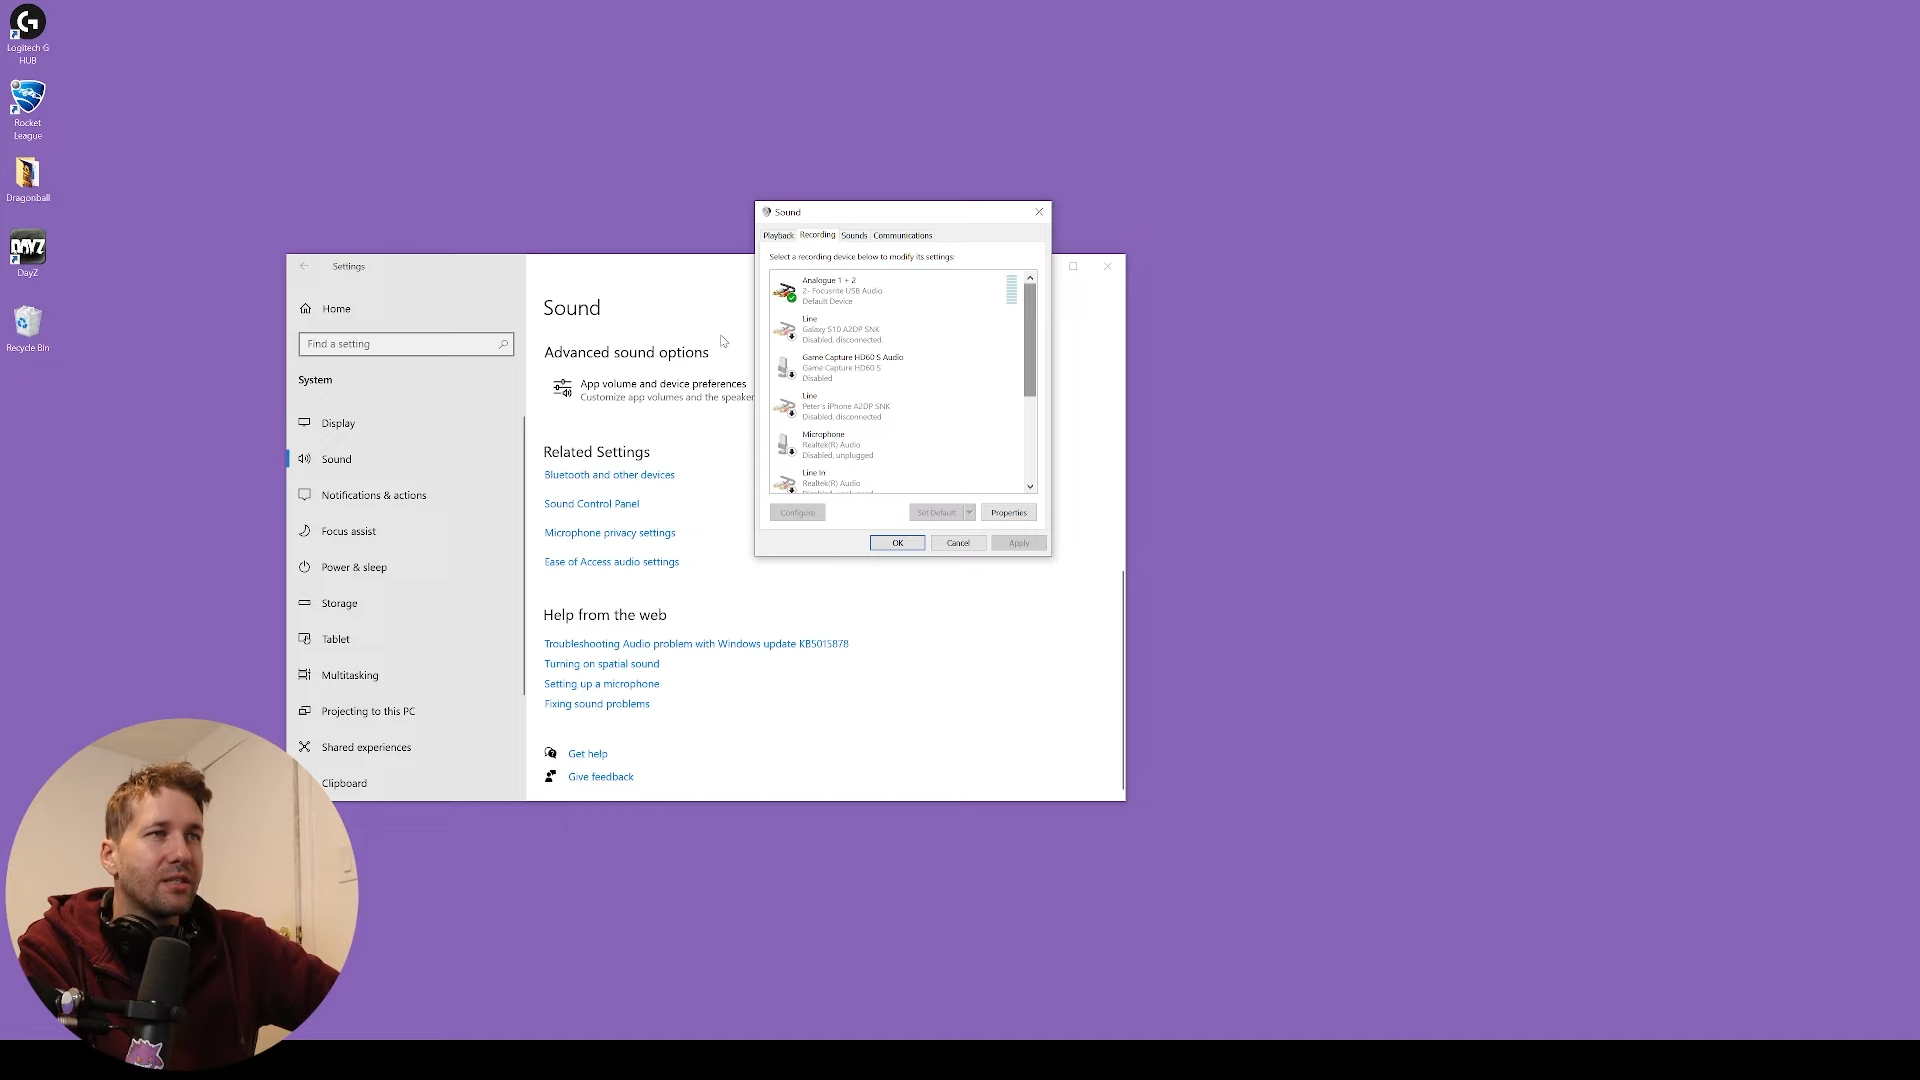 Logitech G
HUB
Rocket
League
Dragonball
DAYZ
DayZ
Recycle Bin
Settings
Home
Find a setting
System
Display
Sound
Notifications & actions
Focus assist
Power & sleep
Storage
Tablet
Multitasking
Projecting to this PC
Shared experiences
Clipboard
Sound
Advanced sound options
App volume and device preferences
Customize app volumes and the speaker
Related Settings
Bluetooth and other devices
Sound Control Panel
Microphone privacy settings
Ease of Access audio settings
Help from the web
Troubleshooting Audio problem with Windows update KB5015878
Turning on spatial sound
Setting up a microphone
Fixing sound problems
Get help
Give feedback
Sound
Playback Recording Sounds Communications
Select a recording device below to modify its settings:
Analogue 1 + 2
2- Focusrite USB Audio
Default Device
Line
Galaxy S10 A2DP SNK
Disabled, disconnected
Game Capture HD60 S Audio
Game Capture HD60 S
Disabled
Line
Peter's iPhone A2DP SNK
Disabled, disconnected
Microphone
Realtek(R) Audio
Disabled, unplugged
Line In
Realtek(R) Audio
Disabled, unplugged
Configure Set Default Properties
OK Cancel Apply